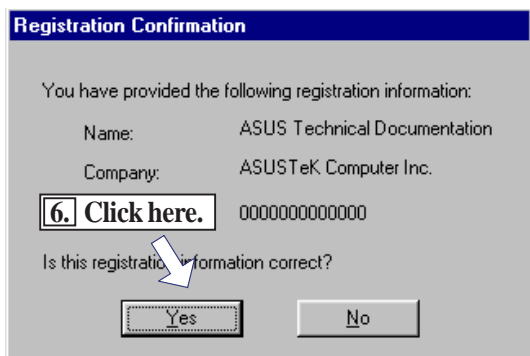 Registration Confirmation
You have provided the following registration information:
Name: ASUS Technical Documentation
Company: ASUSTeK Computer Inc.
6. Click here. 0000000000000
Is this registration information correct?
Yes No